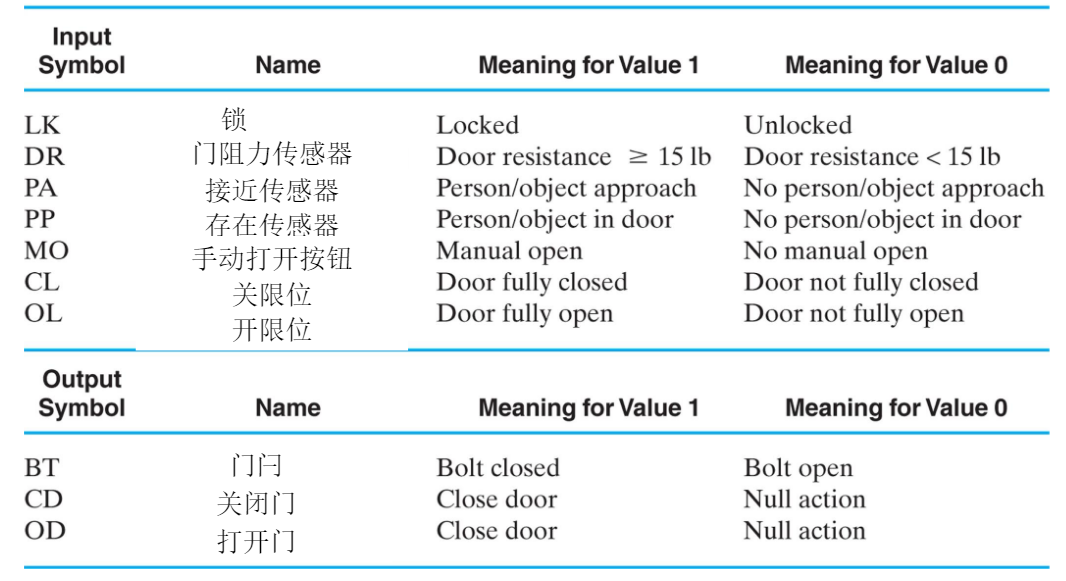 Input
Symbol Name Meaning for Value 1 Meaning for Value 0
LK 锁 Locked Unlocked
DR 门阻力传感器 Door resistance ≥ 15 lb Door resistance < 15 lb
PA 接近传感器 Person/object approach No person/object approach
PP 存在传感器 Person/object in door No person/object in door
MO 手动打开按钮 Manual open No manual open
CL 关限位 Door fully closed Door not fully closed
OL 开限位 Door fully open Door not fully open
Output
Symbol Name Meaning for Value 1 Meaning for Value 0
BT 门闩 Bolt closed Bolt open
CD 关闭门 Close door Null action
OD 打开门 Close door Null action